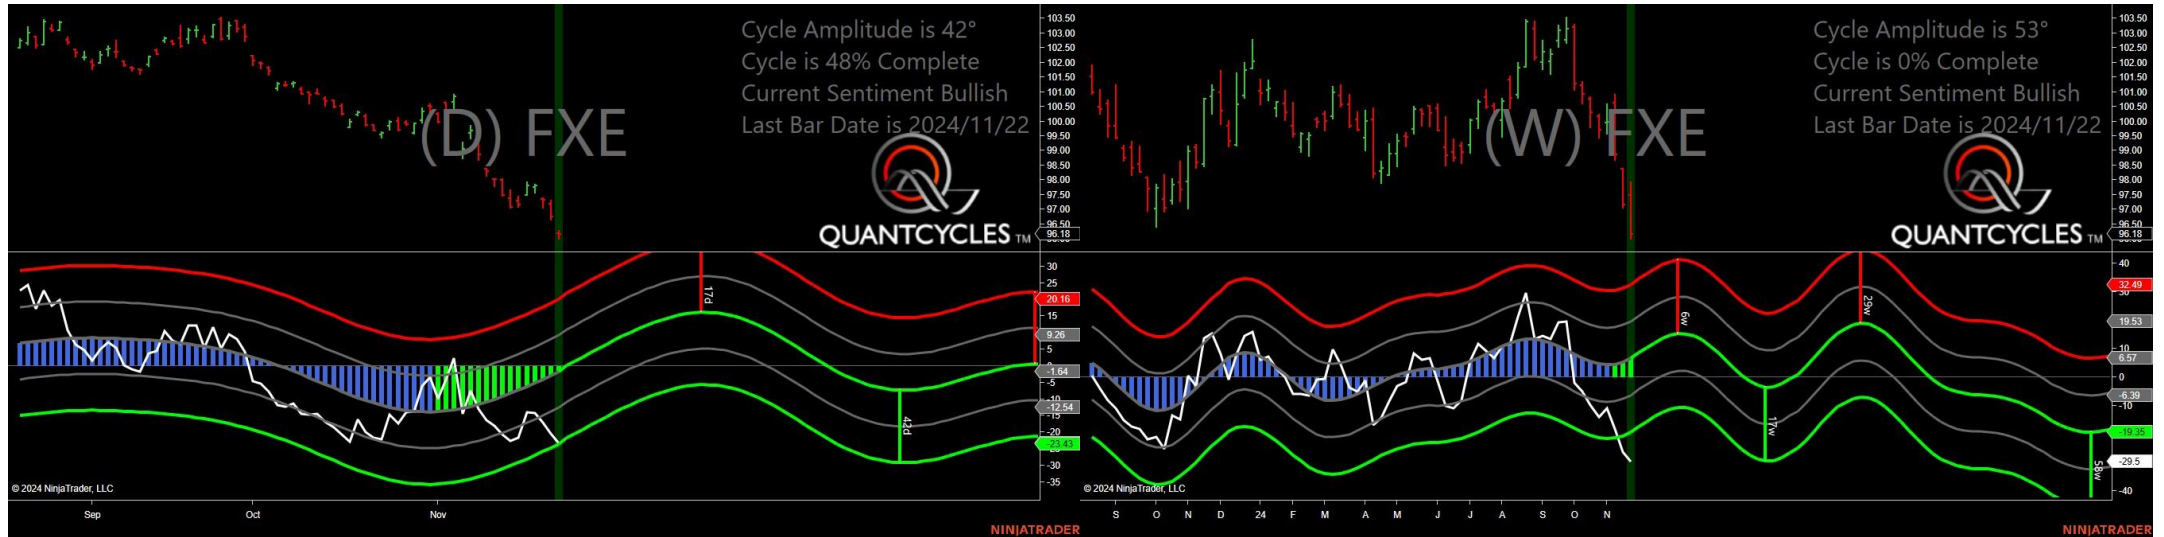 Cycle Amplitude is 42°
Cycle is 48% Complete
Current Sentiment Bullish
Last Bar Date is 2024/11/22
(D) FXE
QUANTCYCLES TM
103.50
103.00
102.50
102.00
101.50
101.00
100.50
100.00
99.50
99.00
98.50
98.00
97.50
97.00
96.50
96.18
17d
42d
30
25
20.16
15
9.26
5
-1.64
-5
-12.54
-15
-20
-23.43
-30
-35
© 2024 NinjaTrader, LLC
Sep
Oct
Nov
NINJATRADER
Cycle Amplitude is 53°
Cycle is 0% Complete
Current Sentiment Bullish
Last Bar Date is 2024/11/22
(W) FXE
QUANTCYCLES TM
103.50
103.00
102.50
102.00
101.50
101.00
100.50
100.00
99.50
99.00
98.50
98.00
97.50
97.00
96.50
96.18
6w
17w
29w
58w
40
32.49
30
19.53
10
6.57
0
-6.39
-10
-19.35
-29.5
-40
© 2024 NinjaTrader, LLC
S O N D 24 F M A M J J A S O N
NINJATRADER